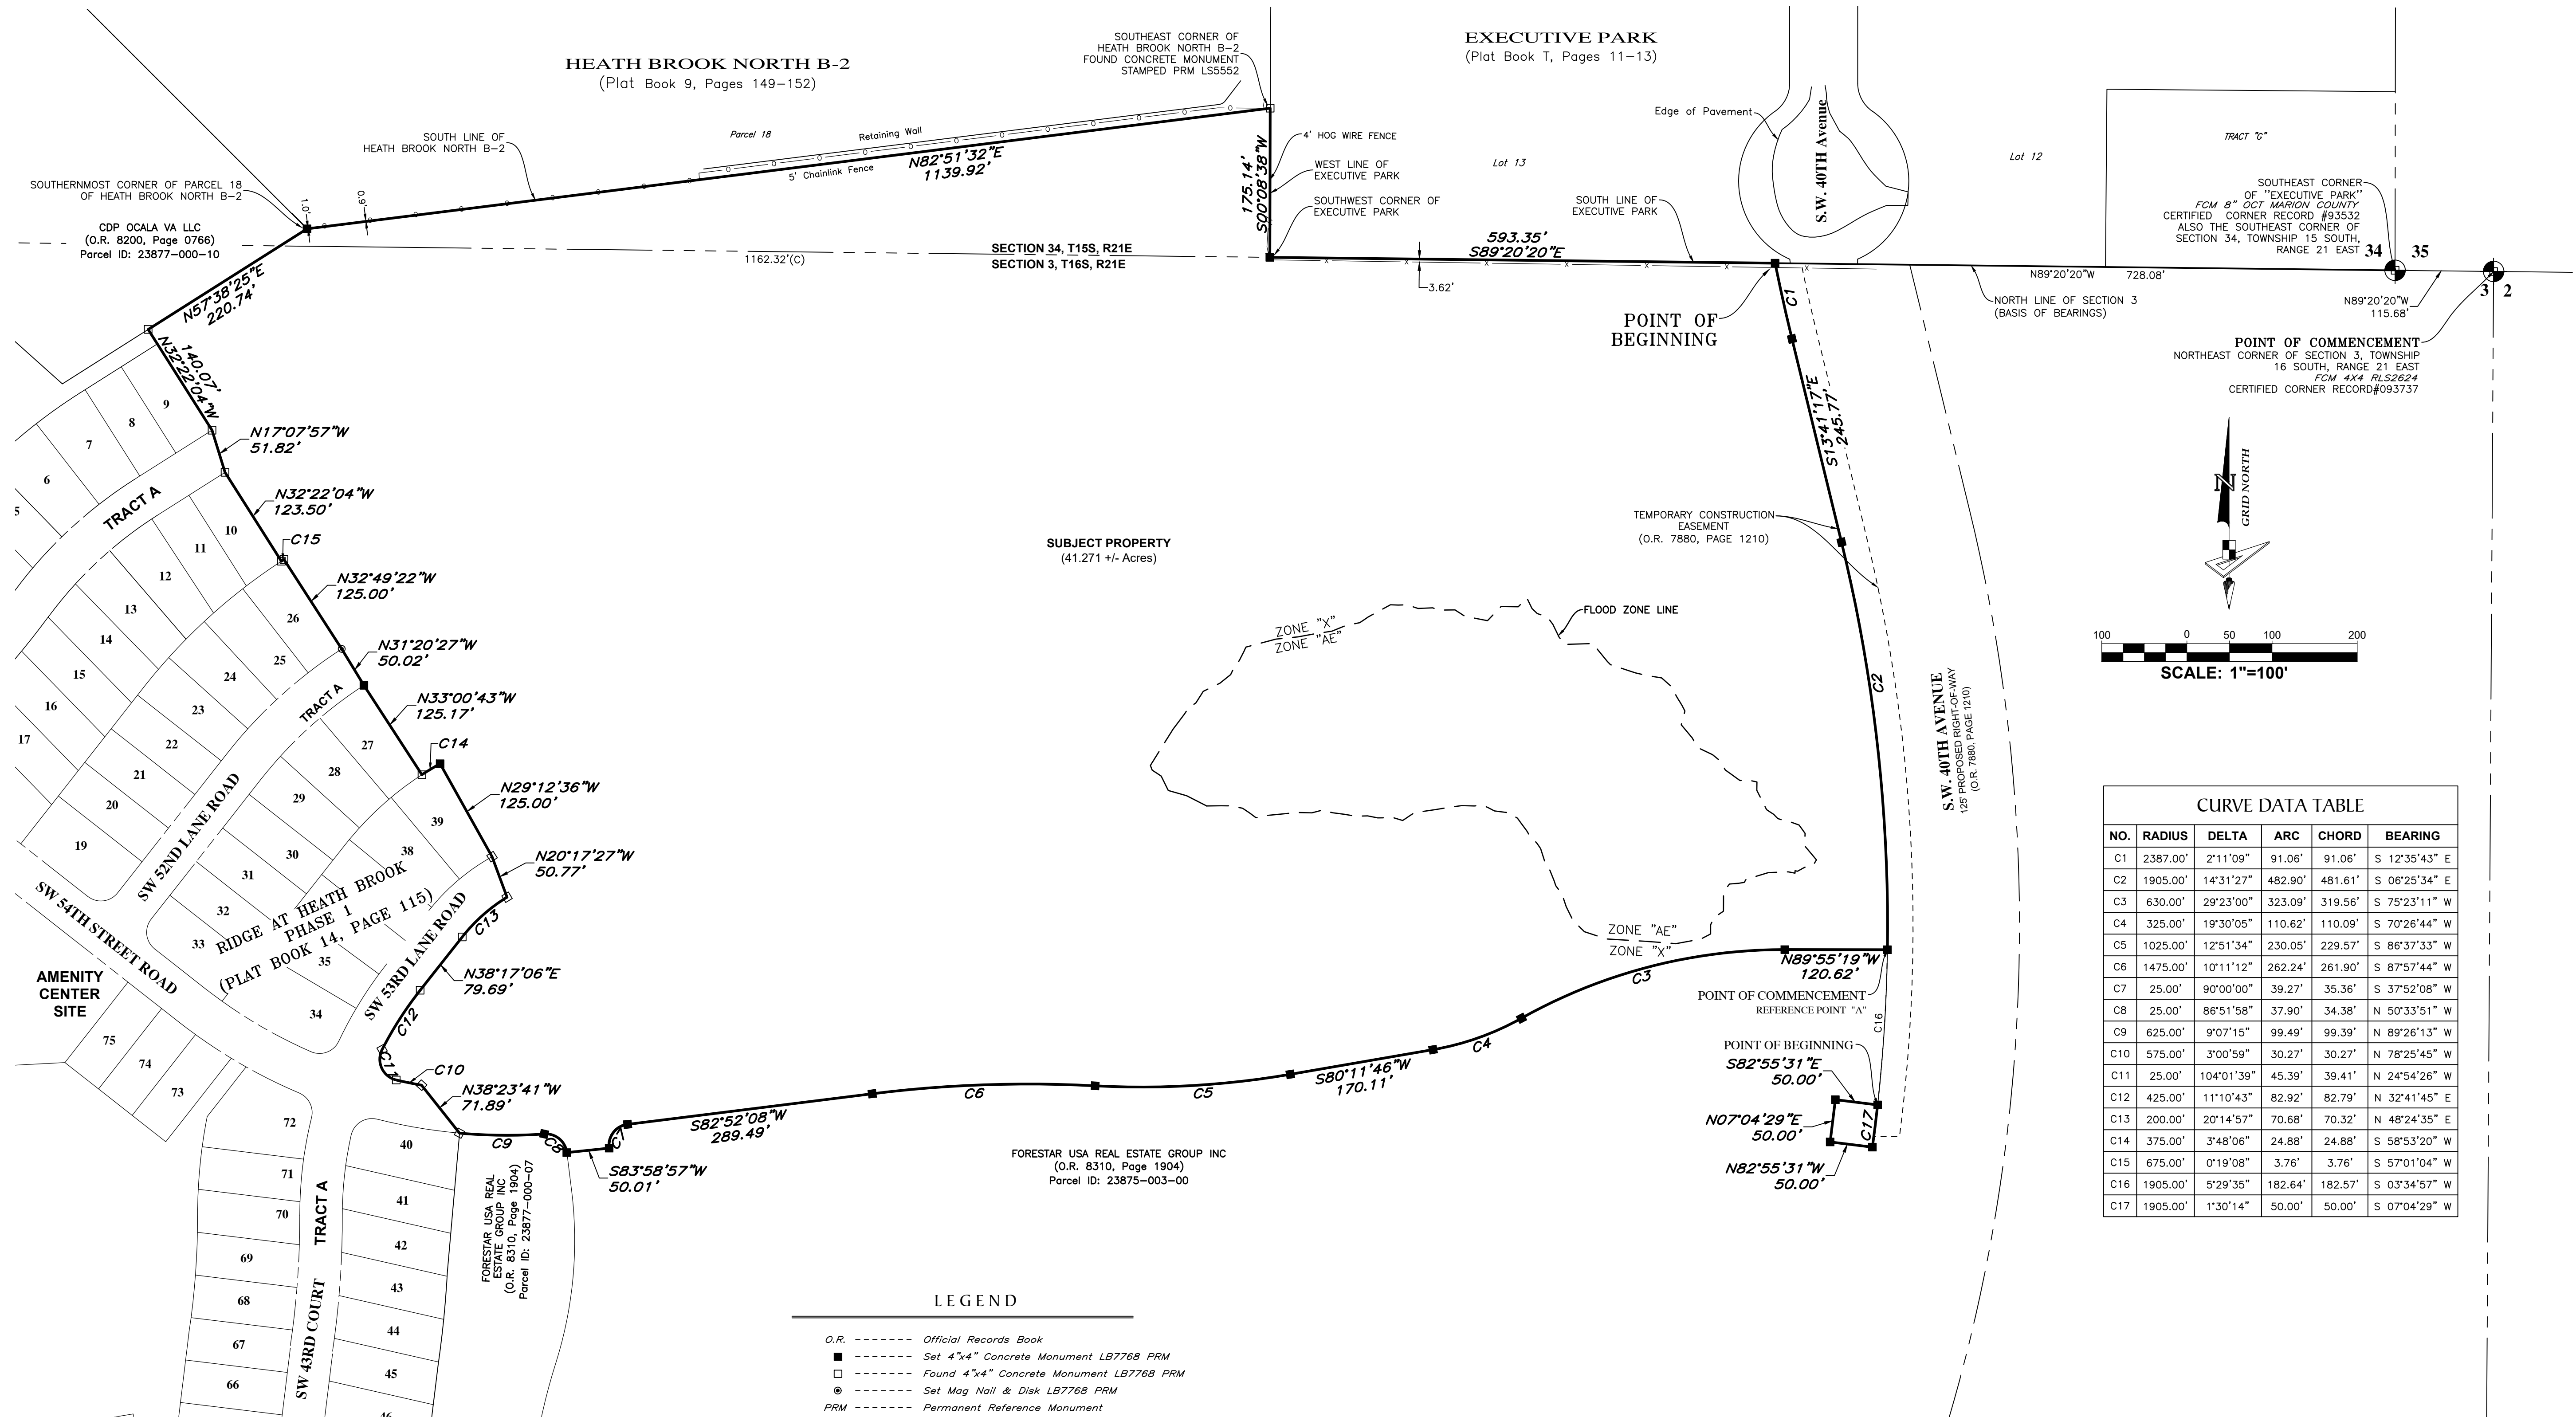 HEATH BROOK NORTH B-2
(Plat Book 9, Pages 149-152)
SOUTHEAST CORNER OF
HEATH BROOK NORTH B-2
FOUND CONCRETE MONUMENT
STAMPED PRM LS5552
EXECUTIVE PARK
(Plat Book T, Pages 11-13)
Edge of Pavement
S.W. 40TH Avenue
Lot 13
Lot 12
TRACT "G"
SOUTH LINE OF
HEATH BROOK NORTH B-2
Parcel 18
Retaining Wall
5' Chainlink Fence
N82°51'32"E
1139.92'
175.14'
S00°08'38"W
4' HOG WIRE FENCE
WEST LINE OF
EXECUTIVE PARK
SOUTHWEST CORNER OF
EXECUTIVE PARK
SOUTH LINE OF
EXECUTIVE PARK
593.35'
S89°20'20"E
3.62'
SOUTHEAST CORNER
OF "EXECUTIVE PARK"
FCM 8" OCT MARION COUNTY
CERTIFIED CORNER RECORD #93532
ALSO THE SOUTHEAST CORNER OF
SECTION 34, TOWNSHIP 15 SOUTH,
RANGE 21 EAST
34 35
3 2
N89°20'20"W 728.08'
N89°20'20"W
115.68'
NORTH LINE OF SECTION 3
(BASIS OF BEARINGS)
POINT OF COMMENCEMENT
NORTHEAST CORNER OF SECTION 3, TOWNSHIP
16 SOUTH, RANGE 21 EAST
FCM 4X4 RLS2624
CERTIFIED CORNER RECORD#093737
SOUTHERNMOST CORNER OF PARCEL 18
OF HEATH BROOK NORTH B-2
1.0'
0.9'
CDP OCALA VA LLC
(O.R. 8200, Page 0766)
Parcel ID: 23877-000-10
SECTION 34, T15S, R21E
SECTION 3, T16S, R21E
1162.32'(C)
N57°38'25"E
220.74'
140.07'
N32°22'04"W
N17°07'57"W
51.82'
N32°22'04"W
123.50'
C15
N32°49'22"W
125.00'
N31°20'27"W
50.02'
N33°00'43"W
125.17'
C14
N29°12'36"W
125.00'
N20°17'27"W
50.77'
C13
N38°17'06"E
79.69'
C12
C11
C10
N38°23'41"W
71.89'
C9
C8
S83°58'57"W
50.01'
C7
S82°52'08"W
289.49'
C6
C5
S80°11'46"W
170.11'
C4
C3
N89°55'19"W
120.62'
POINT OF
BEGINNING
C1
S13°41'17"E
245.77'
TEMPORARY CONSTRUCTION
EASEMENT
(O.R. 7880, PAGE 1210)
C2
S.W. 40TH AVENUE
125' PROPOSED RIGHT-OF-WAY
(O.R. 7880, PAGE 1210)
SUBJECT PROPERTY
(41.271 +/- Acres)
FLOOD ZONE LINE
ZONE "X"
ZONE "AE"
ZONE "AE"
ZONE "X"
POINT OF COMMENCEMENT
REFERENCE POINT "A"
C16
POINT OF BEGINNING
S82°55'31"E
50.00'
N07°04'29"E
50.00'
C17
N82°55'31"W
50.00'
N
GRID NORTH
100 0 50 100 200
SCALE: 1"=100'
5
6
7
8
9
TRACT A
10
11
12
13
14
15
16
17
26
25
24
23
22
21
20
19
TRACT A
SW 52ND LANE ROAD
27
28
29
30
31
32
33
39
38
35
34
RIDGE AT HEATH BROOK
PHASE 1
(PLAT BOOK 14, PAGE 115)
SW 53RD LANE ROAD
SW 54TH STREET ROAD
AMENITY
CENTER
SITE
75
74
73
72
71
70
69
68
67
66
TRACT A
SW 43RD COURT
40
41
42
43
44
45
46
FORESTAR USA REAL
ESTATE GROUP INC
(O.R. 8310, Page 1904)
Parcel ID: 23877-000-07
FORESTAR USA REAL ESTATE GROUP INC
(O.R. 8310, Page 1904)
Parcel ID: 23875-003-00
CURVE DATA TABLE
NO. RADIUS DELTA ARC CHORD BEARING
C1 2387.00' 2°11'09" 91.06' 91.06' S 12°35'43" E
C2 1905.00' 14°31'27" 482.90' 481.61' S 06°25'34" E
C3 630.00' 29°23'00" 323.09' 319.56' S 75°23'11" W
C4 325.00' 19°30'05" 110.62' 110.09' S 70°26'44" W
C5 1025.00' 12°51'34" 230.05' 229.57' S 86°37'33" W
C6 1475.00' 10°11'12" 262.24' 261.90' S 87°57'44" W
C7 25.00' 90°00'00" 39.27' 35.36' S 37°52'08" W
C8 25.00' 86°51'58" 37.90' 34.38' N 50°33'51" W
C9 625.00' 9°07'15" 99.49' 99.39' N 89°26'13" W
C10 575.00' 3°00'59" 30.27' 30.27' N 78°25'45" W
C11 25.00' 104°01'39" 45.39' 39.41' N 24°54'26" W
C12 425.00' 11°10'43" 82.92' 82.79' N 32°41'45" E
C13 200.00' 20°14'57" 70.68' 70.32' N 48°24'35" E
C14 375.00' 3°48'06" 24.88' 24.88' S 58°53'20" W
C15 675.00' 0°19'08" 3.76' 3.76' S 57°01'04" W
C16 1905.00' 5°29'35" 182.64' 182.57' S 03°34'57" W
C17 1905.00' 1°30'14" 50.00' 50.00' S 07°04'29" W
LEGEND
O.R. ------- Official Records Book
■ ------- Set 4"x4" Concrete Monument LB7768 PRM
□ ------- Found 4"x4" Concrete Monument LB7768 PRM
◉ ------- Set Mag Nail & Disk LB7768 PRM
PRM ------- Permanent Reference Monument